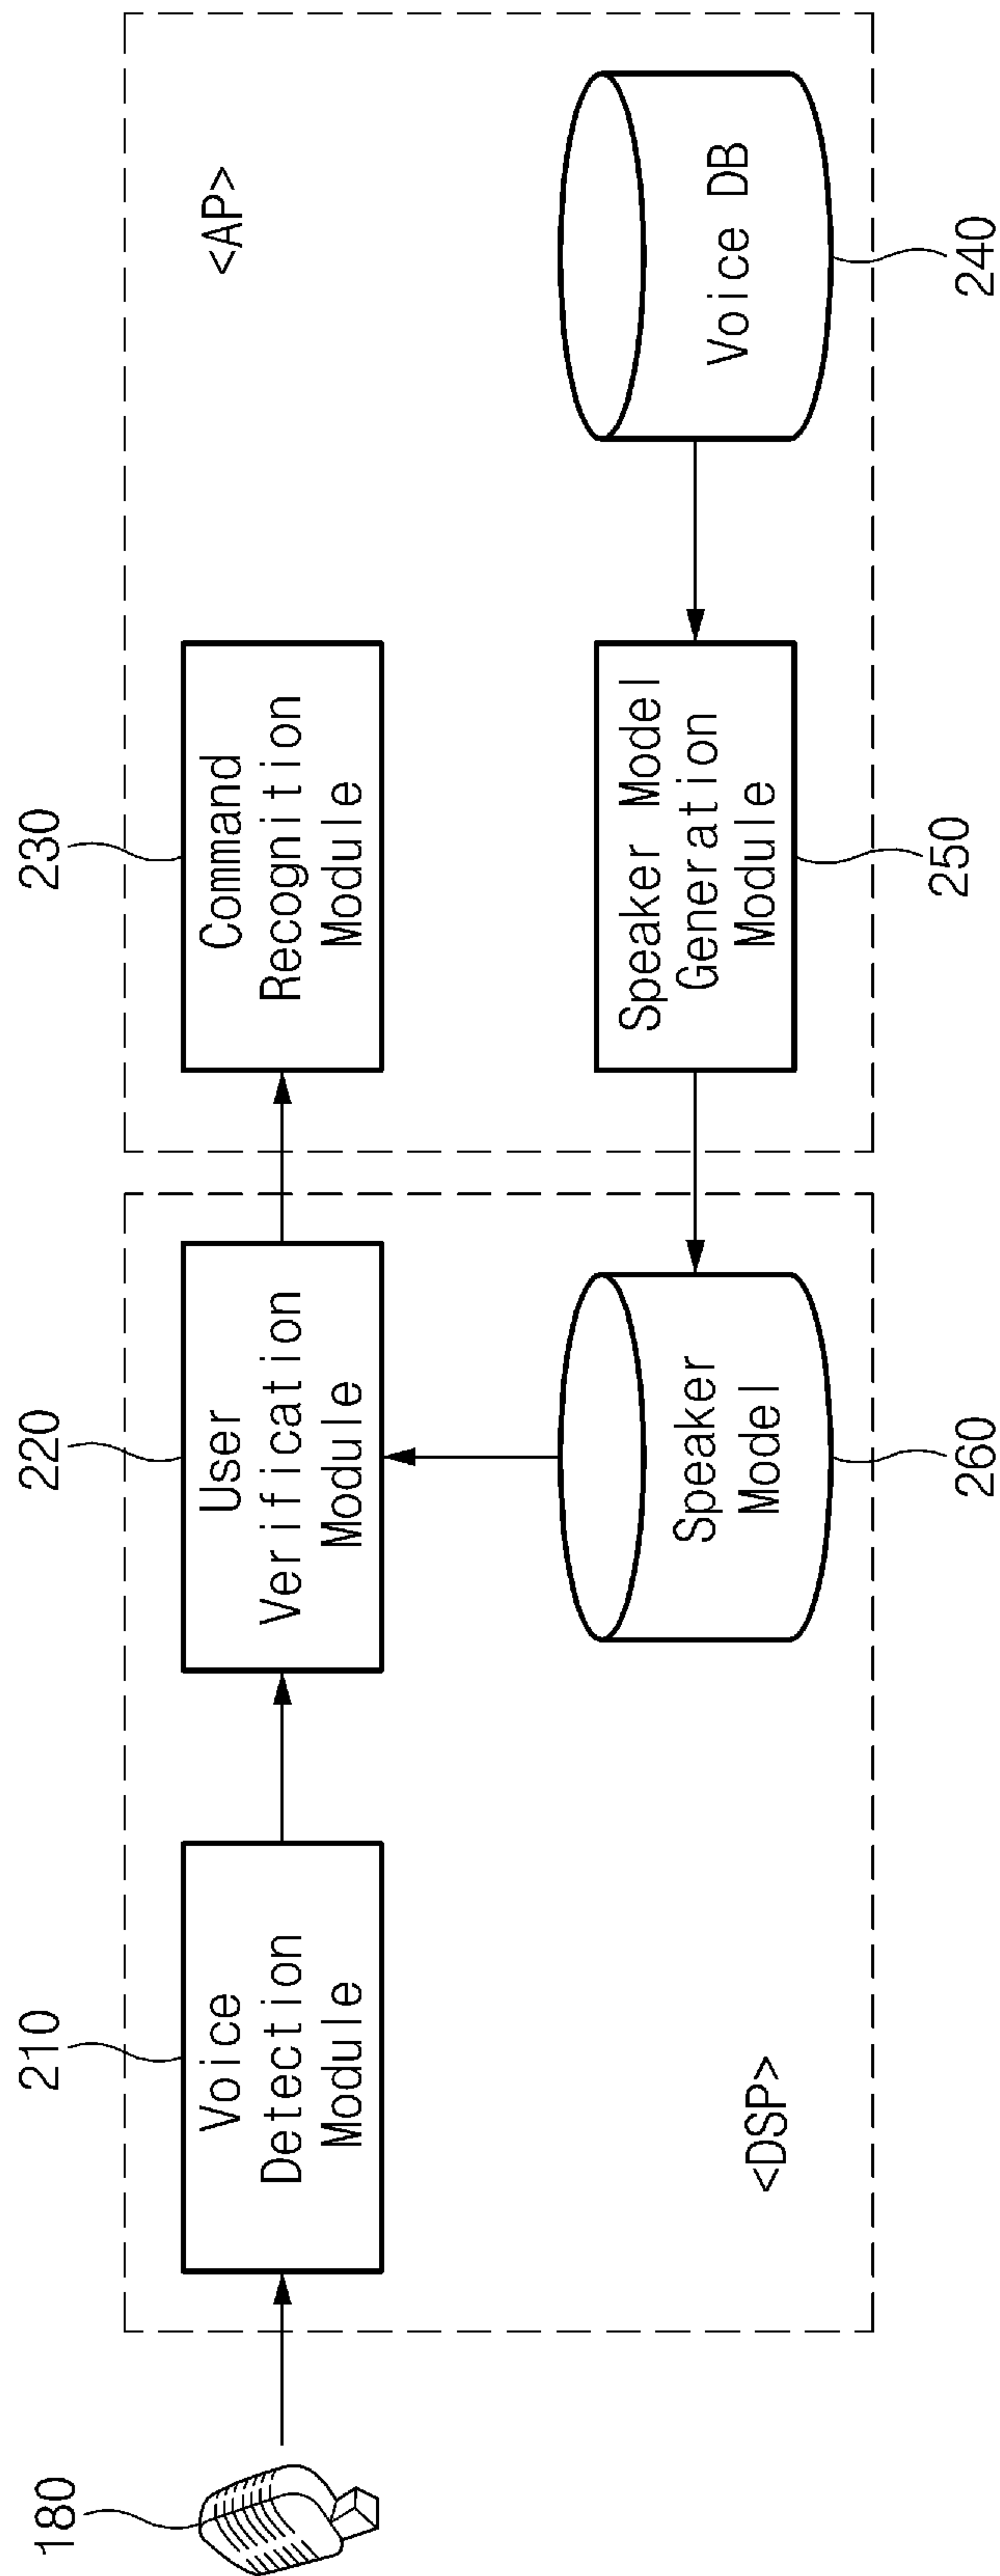 180
210
Voice
Detection
Module
220
User
Verification
Module
230
Command
Recognition
Module
<AP>
<DSP>
Speaker
Model
260
Speaker Model
Generation
Module
250
Voice DB
240